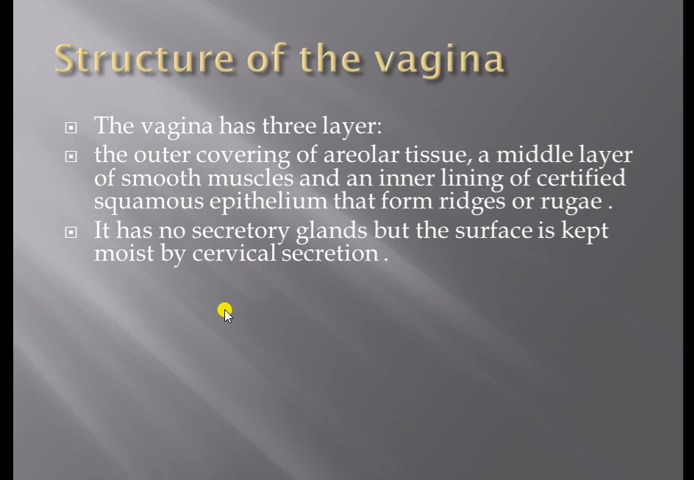 Structure of the vagina
The vagina has three layer:
the outer covering of areolar tissue, a middle layer
of smooth muscles and an inner lining of certified
squamous epithelium that form ridges or rugae .
It has no secretory glands but the surface is kept
moist by cervical secretion .